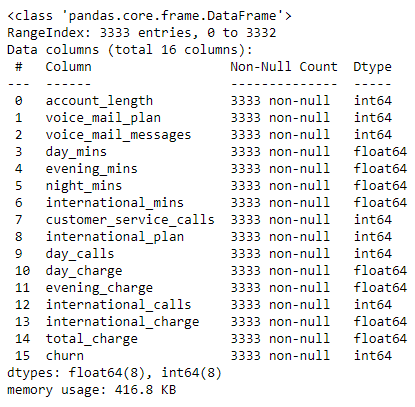 <class 'pandas.core.frame.DataFrame'>
RangeIndex: 3333 entries, 0 to 3332
Data columns (total 16 columns):
 #   Column                  Non-Null Count  Dtype
---  ------                  --------------  -----
 0   account_length          3333 non-null   int64
 1   voice_mail_plan         3333 non-null   int64
 2   voice_mail_messages     3333 non-null   int64
 3   day_mins                3333 non-null   float64
 4   evening_mins            3333 non-null   float64
 5   night_mins              3333 non-null   float64
 6   international_mins      3333 non-null   float64
 7   customer_service_calls  3333 non-null   int64
 8   international_plan      3333 non-null   int64
 9   day_calls               3333 non-null   int64
 10  day_charge              3333 non-null   float64
 11  evening_charge          3333 non-null   float64
 12  international_calls     3333 non-null   int64
 13  international_charge    3333 non-null   float64
 14  total_charge            3333 non-null   float64
 15  churn                   3333 non-null   int64
dtypes: float64(8), int64(8)
memory usage: 416.8 KB